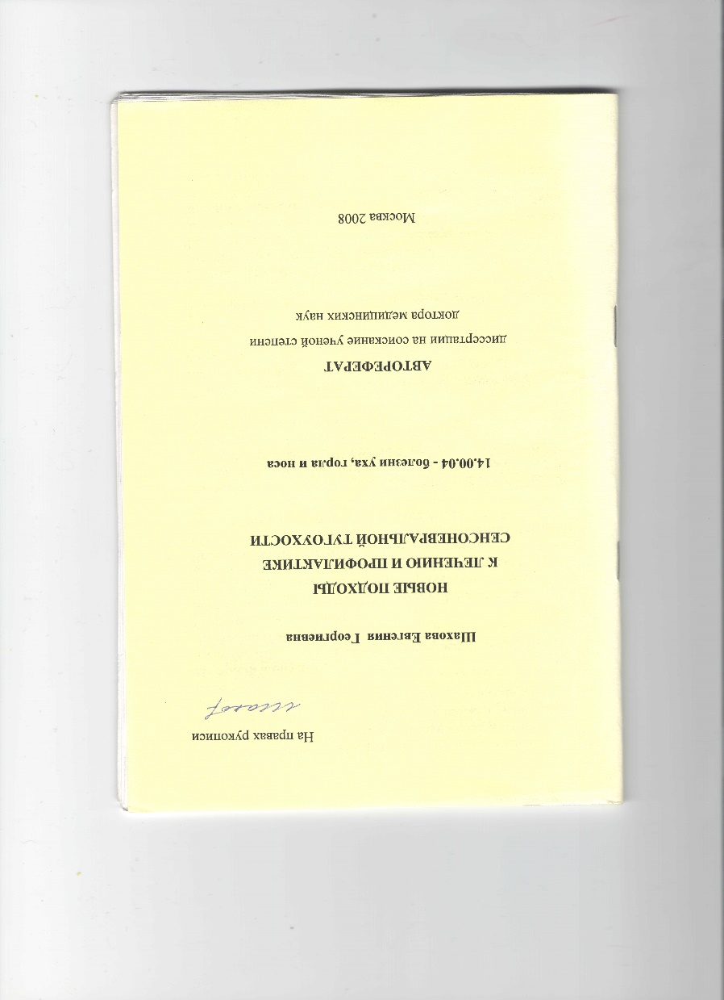 На правах рукописи
Шахова Евгения Георгиевна
НОВЫЕ ПОДХОДЫ
К ЛЕЧЕНИЮ И ПРОФИЛАКТИКЕ
СЕНСОНЕВРАЛЬНОЙ ТУГОУХОСТИ
14.00.04 - болезни уха, горла и носа
АВТОРЕФЕРАТ
диссертации на соискание ученой степени
доктора медицинских наук
Москва 2008